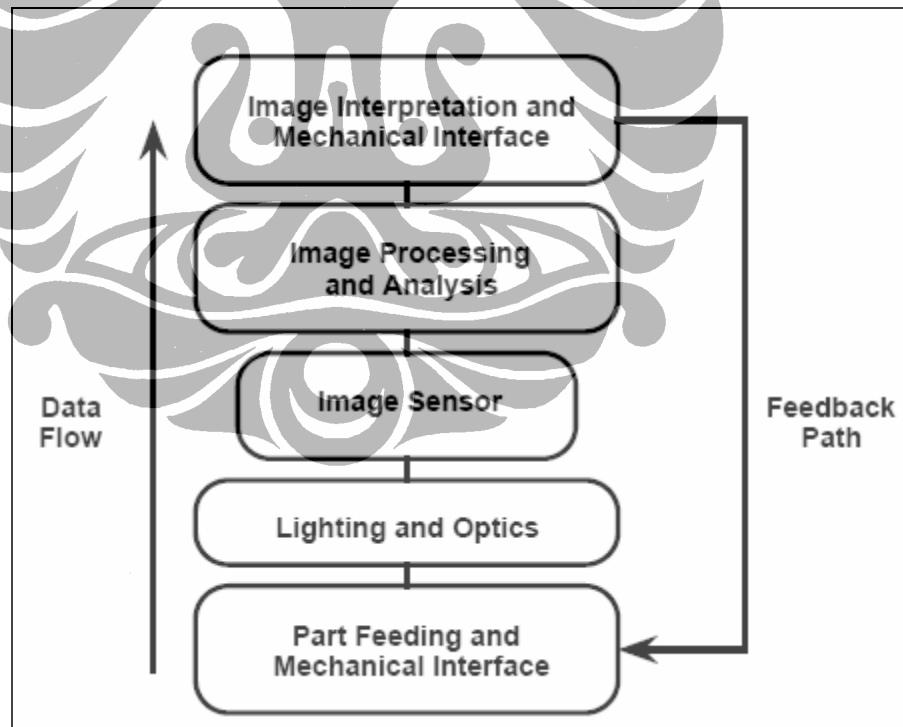 Image Interpretation and
Mechanical Interface
Image Processing
and Analysis
Image Sensor
Data
Flow
Feedback
Path
Lighting and Optics
Part Feeding and
Mechanical Interface